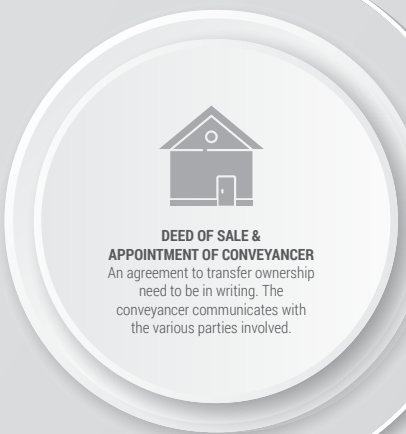 DEED OF SALE &
APPOINTMENT OF CONVEYANCER
An agreement to transfer ownership
need to be in writing. The
conveyancer communicates with
the various parties involved.